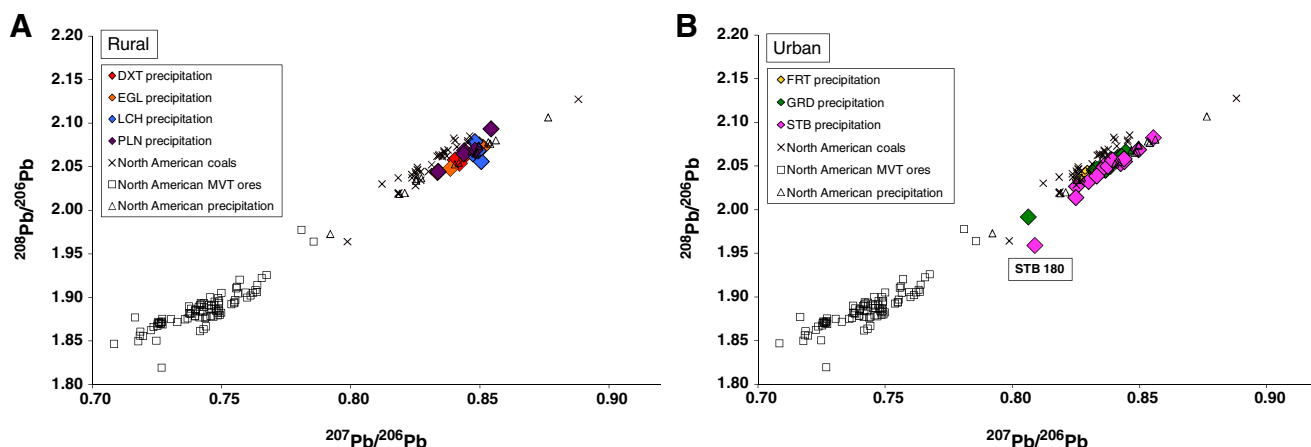 A
Rural
DXT precipitation
EGL precipitation
LCH precipitation
PLN precipitation
North American coals
North American MVT ores
North American precipitation
2.20
2.15
2.10
2.05
2.00
1.95
1.90
1.85
1.80
²⁰⁸Pb/²⁰⁶Pb
0.70
0.75
0.80
0.85
0.90
²⁰⁷Pb/²⁰⁶Pb
B
Urban
FRT precipitation
GRD precipitation
STB precipitation
North American coals
North American MVT ores
North American precipitation
STB 180
2.20
2.15
2.10
2.05
2.00
1.95
1.90
1.85
1.80
²⁰⁸Pb/²⁰⁶Pb
0.70
0.75
0.80
0.85
0.90
²⁰⁷Pb/²⁰⁶Pb